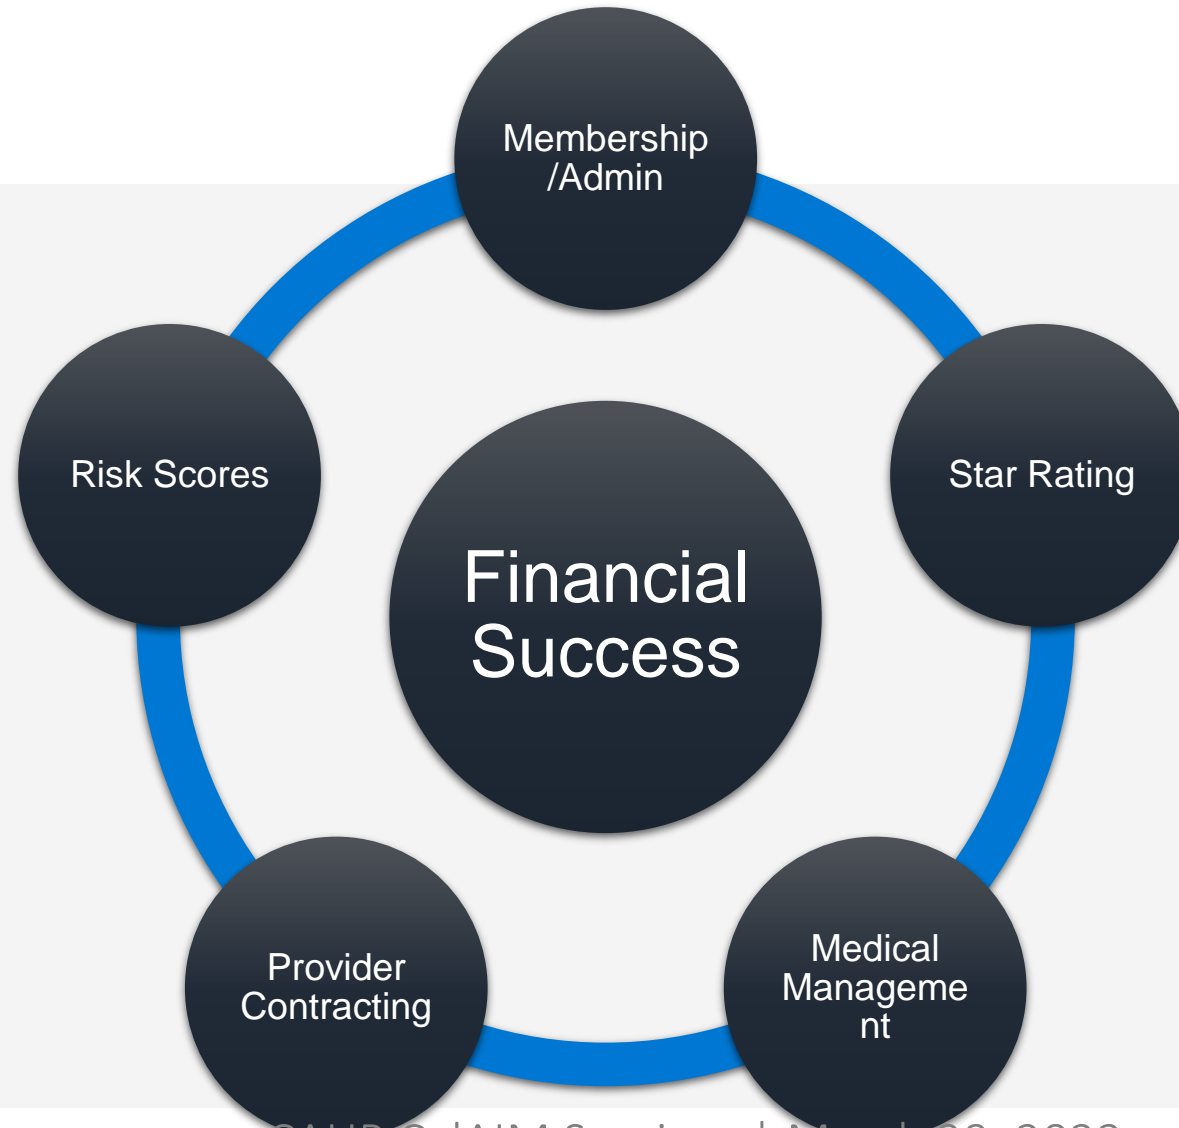 Membership
/Admin
Risk Scores
Star Rating
Financial
Success
Provider
Contracting
Medical
Manageme
nt